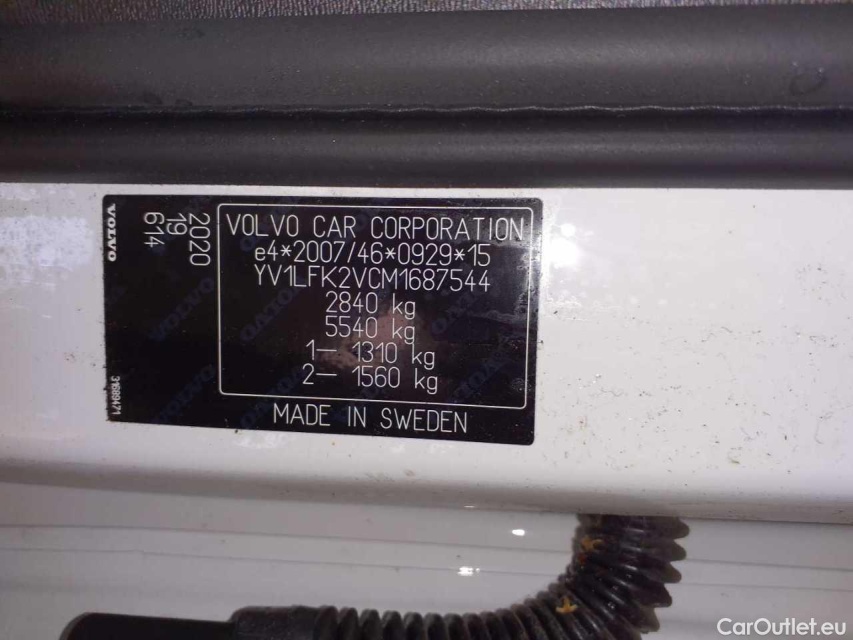 VOLVO
2020
19
614
31689471
VOLVO CAR CORPORATION
e4*2007/46*0929*15
YV1LFK2VCM1687544
2840 kg
5540 kg
1– 1310 kg
2– 1560 kg
MADE IN SWEDEN
CarOutlet.eu